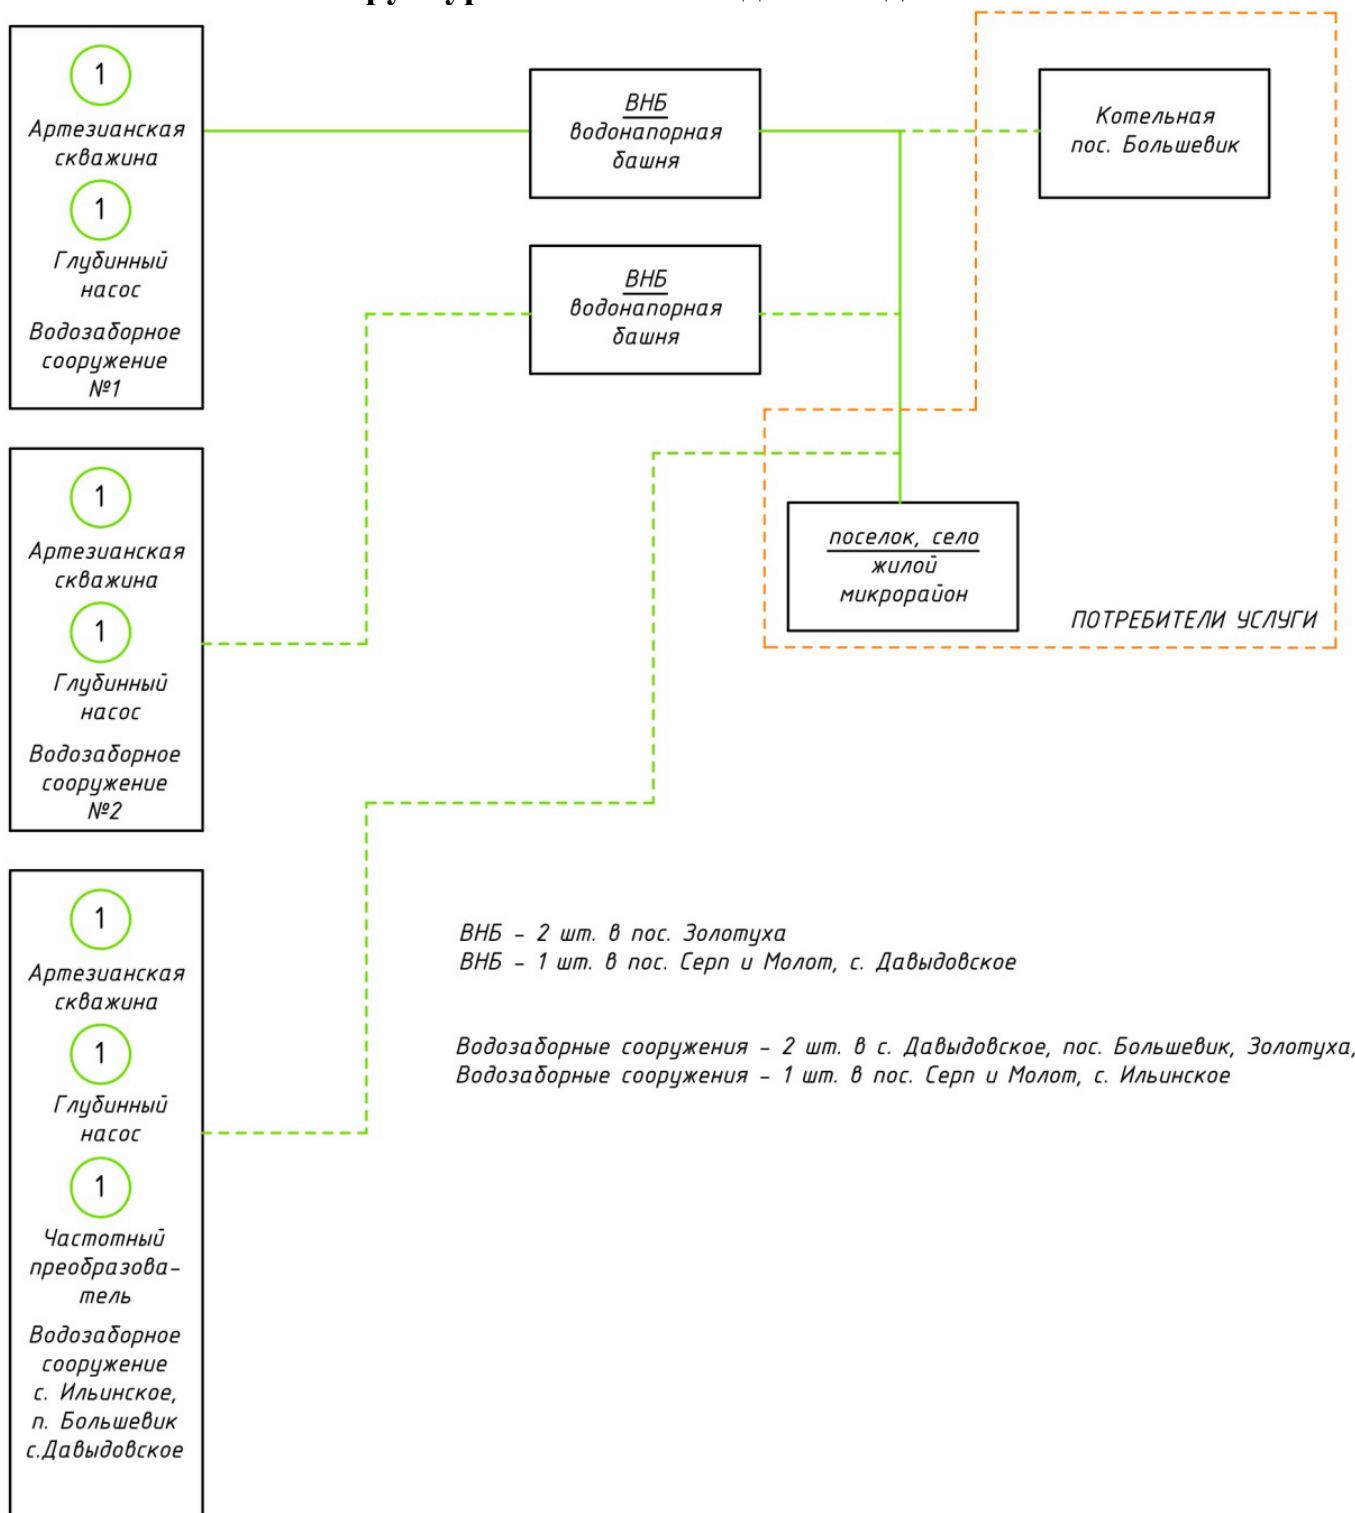 1
Артезианская
скважина
1
Глубинный
насос
Водозаборное
сооружение
№1
ВНБ
водонапорная
башня
Котельная
пос. Большевик
ВНБ
водонапорная
башня
1
Артезианская
скважина
1
Глубинный
насос
Водозаборное
сооружение
№2
поселок, село
жилой
микрорайон
ПОТРЕБИТЕЛИ УСЛУГИ
1
Артезианская
скважина
1
Глубинный
насос
1
Частотный
преобразова-
тель
Водозаборное
сооружение
с. Ильинское,
п. Большевик
с.Давыдовское
ВНБ - 2 шт. в пос. Золотуха
ВНБ - 1 шт. в пос. Серп и Молот, с. Давыдовское
Водозаборные сооружения - 2 шт. в с. Давыдовское, пос. Большевик, Золотуха,
Водозаборные сооружения - 1 шт. в пос. Серп и Молот, с. Ильинское